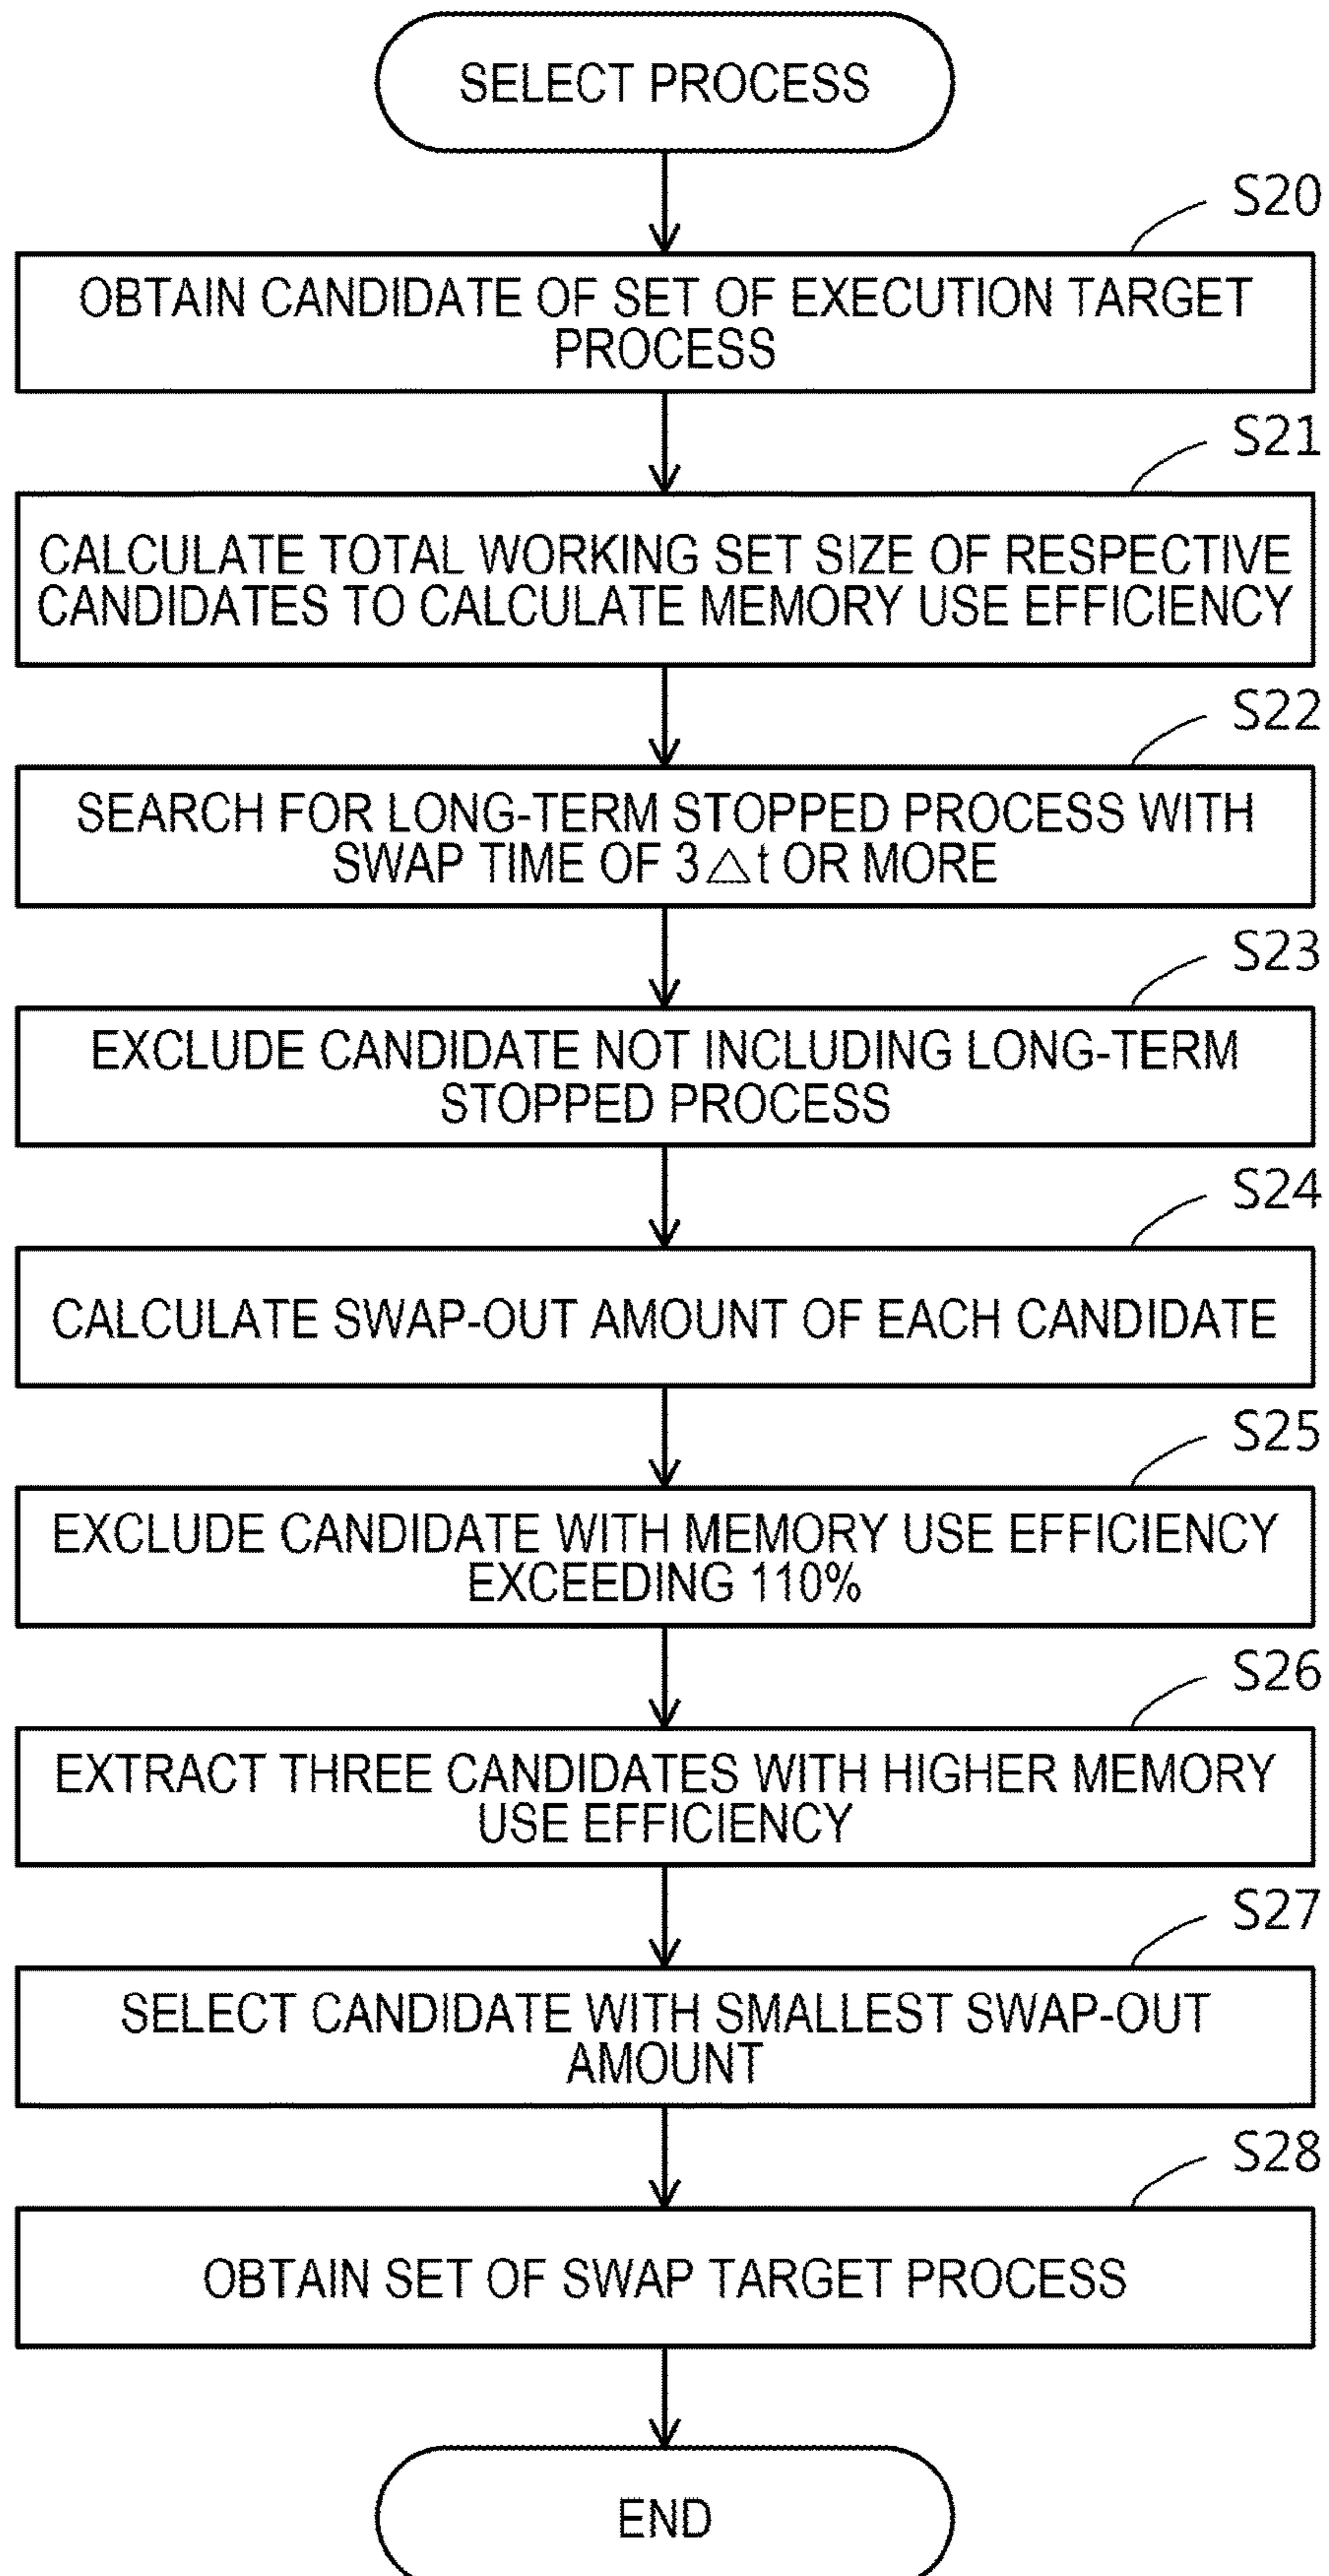 SELECT PROCESS
S20
OBTAIN CANDIDATE OF SET OF EXECUTION TARGET
PROCESS
S21
CALCULATE TOTAL WORKING SET SIZE OF RESPECTIVE
CANDIDATES TO CALCULATE MEMORY USE EFFICIENCY
S22
SEARCH FOR LONG-TERM STOPPED PROCESS WITH
SWAP TIME OF 3△t OR MORE
S23
EXCLUDE CANDIDATE NOT INCLUDING LONG-TERM
STOPPED PROCESS
S24
CALCULATE SWAP-OUT AMOUNT OF EACH CANDIDATE
S25
EXCLUDE CANDIDATE WITH MEMORY USE EFFICIENCY
EXCEEDING 110%
S26
EXTRACT THREE CANDIDATES WITH HIGHER MEMORY
USE EFFICIENCY
S27
SELECT CANDIDATE WITH SMALLEST SWAP-OUT
AMOUNT
S28
OBTAIN SET OF SWAP TARGET PROCESS
END